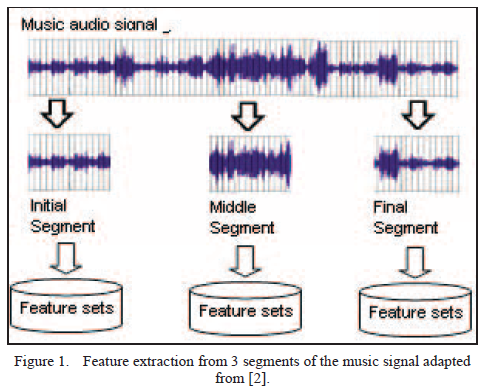 Music audio signal
Initial Segment
Middle Segment
Final Segment
Feature sets
Feature sets
Feature sets
Figure 1. Feature extraction from 3 segments of the music signal adapted
from [2].